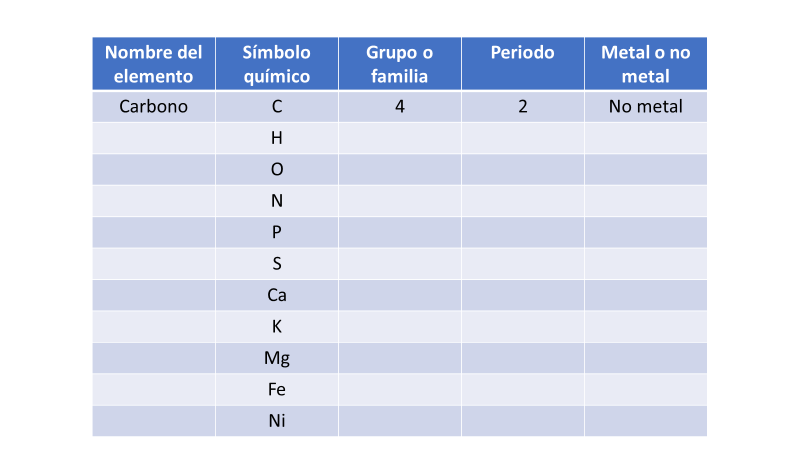 Nombre del elemento Símbolo químico Grupo o familia Periodo Metal o no metal
Carbono C 4 2 No metal
H
O
N
P
S
Ca
K
Mg
Fe
Ni